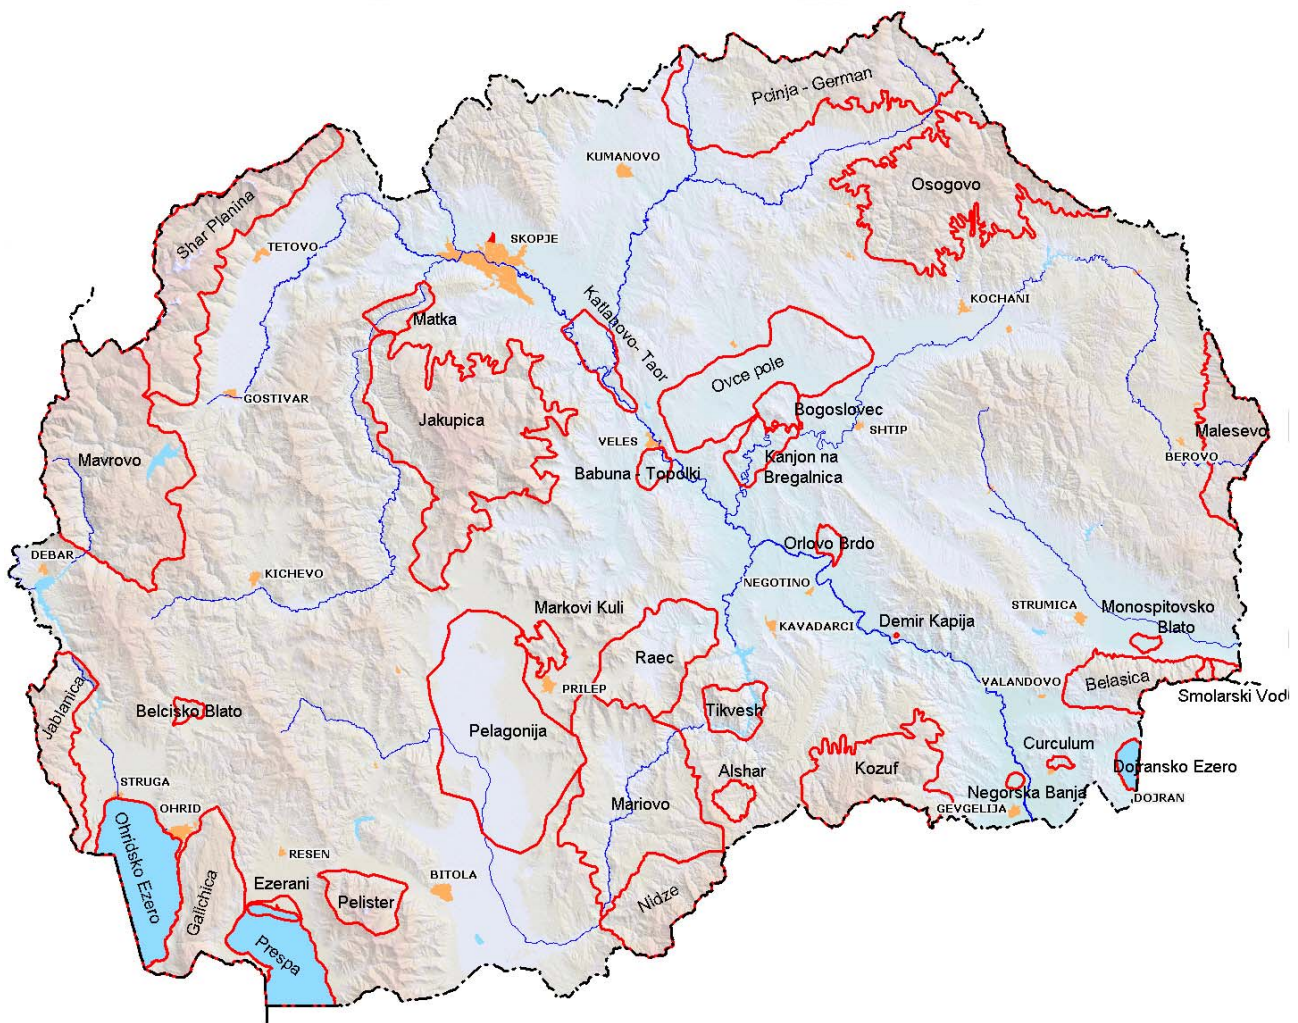 Pcinja - German
KUMANOVO
Osogovo
Shar Planina
TETOVO
SKOPJE
KOCHANI
Katlanovo- Taor
Matka
Ovce pole
GOSTIVAR
Jakupica
Bogoslovec
SHTIP
Malesevo
VELES
BEROVO
Mavrovo
Babuna - Topolki
Kanjon na
Bregalnica
Orlovo Brdo
DEBAR
KICHEVO
NEGOTINO
Markovi Kuli
STRUMICA
Monospitovsko
Blato
KAVADARCI
Demir Kapija
Raec
PRILEP
VALANDOVO
Belasica
Smolarski Vod
Jablanica
Belcisko Blato
Tikvesh
Pelagonija
Curculum
Alshar
Kozuf
Dojransko Ezero
STRUGA
Mariovo
Negorska Banja
DOJRAN
OHRID
GEVGELIJA
Ohridsko Ezero
RESEN
BITOLA
Ezerani
Galichica
Pelister
Nidze
Prespa